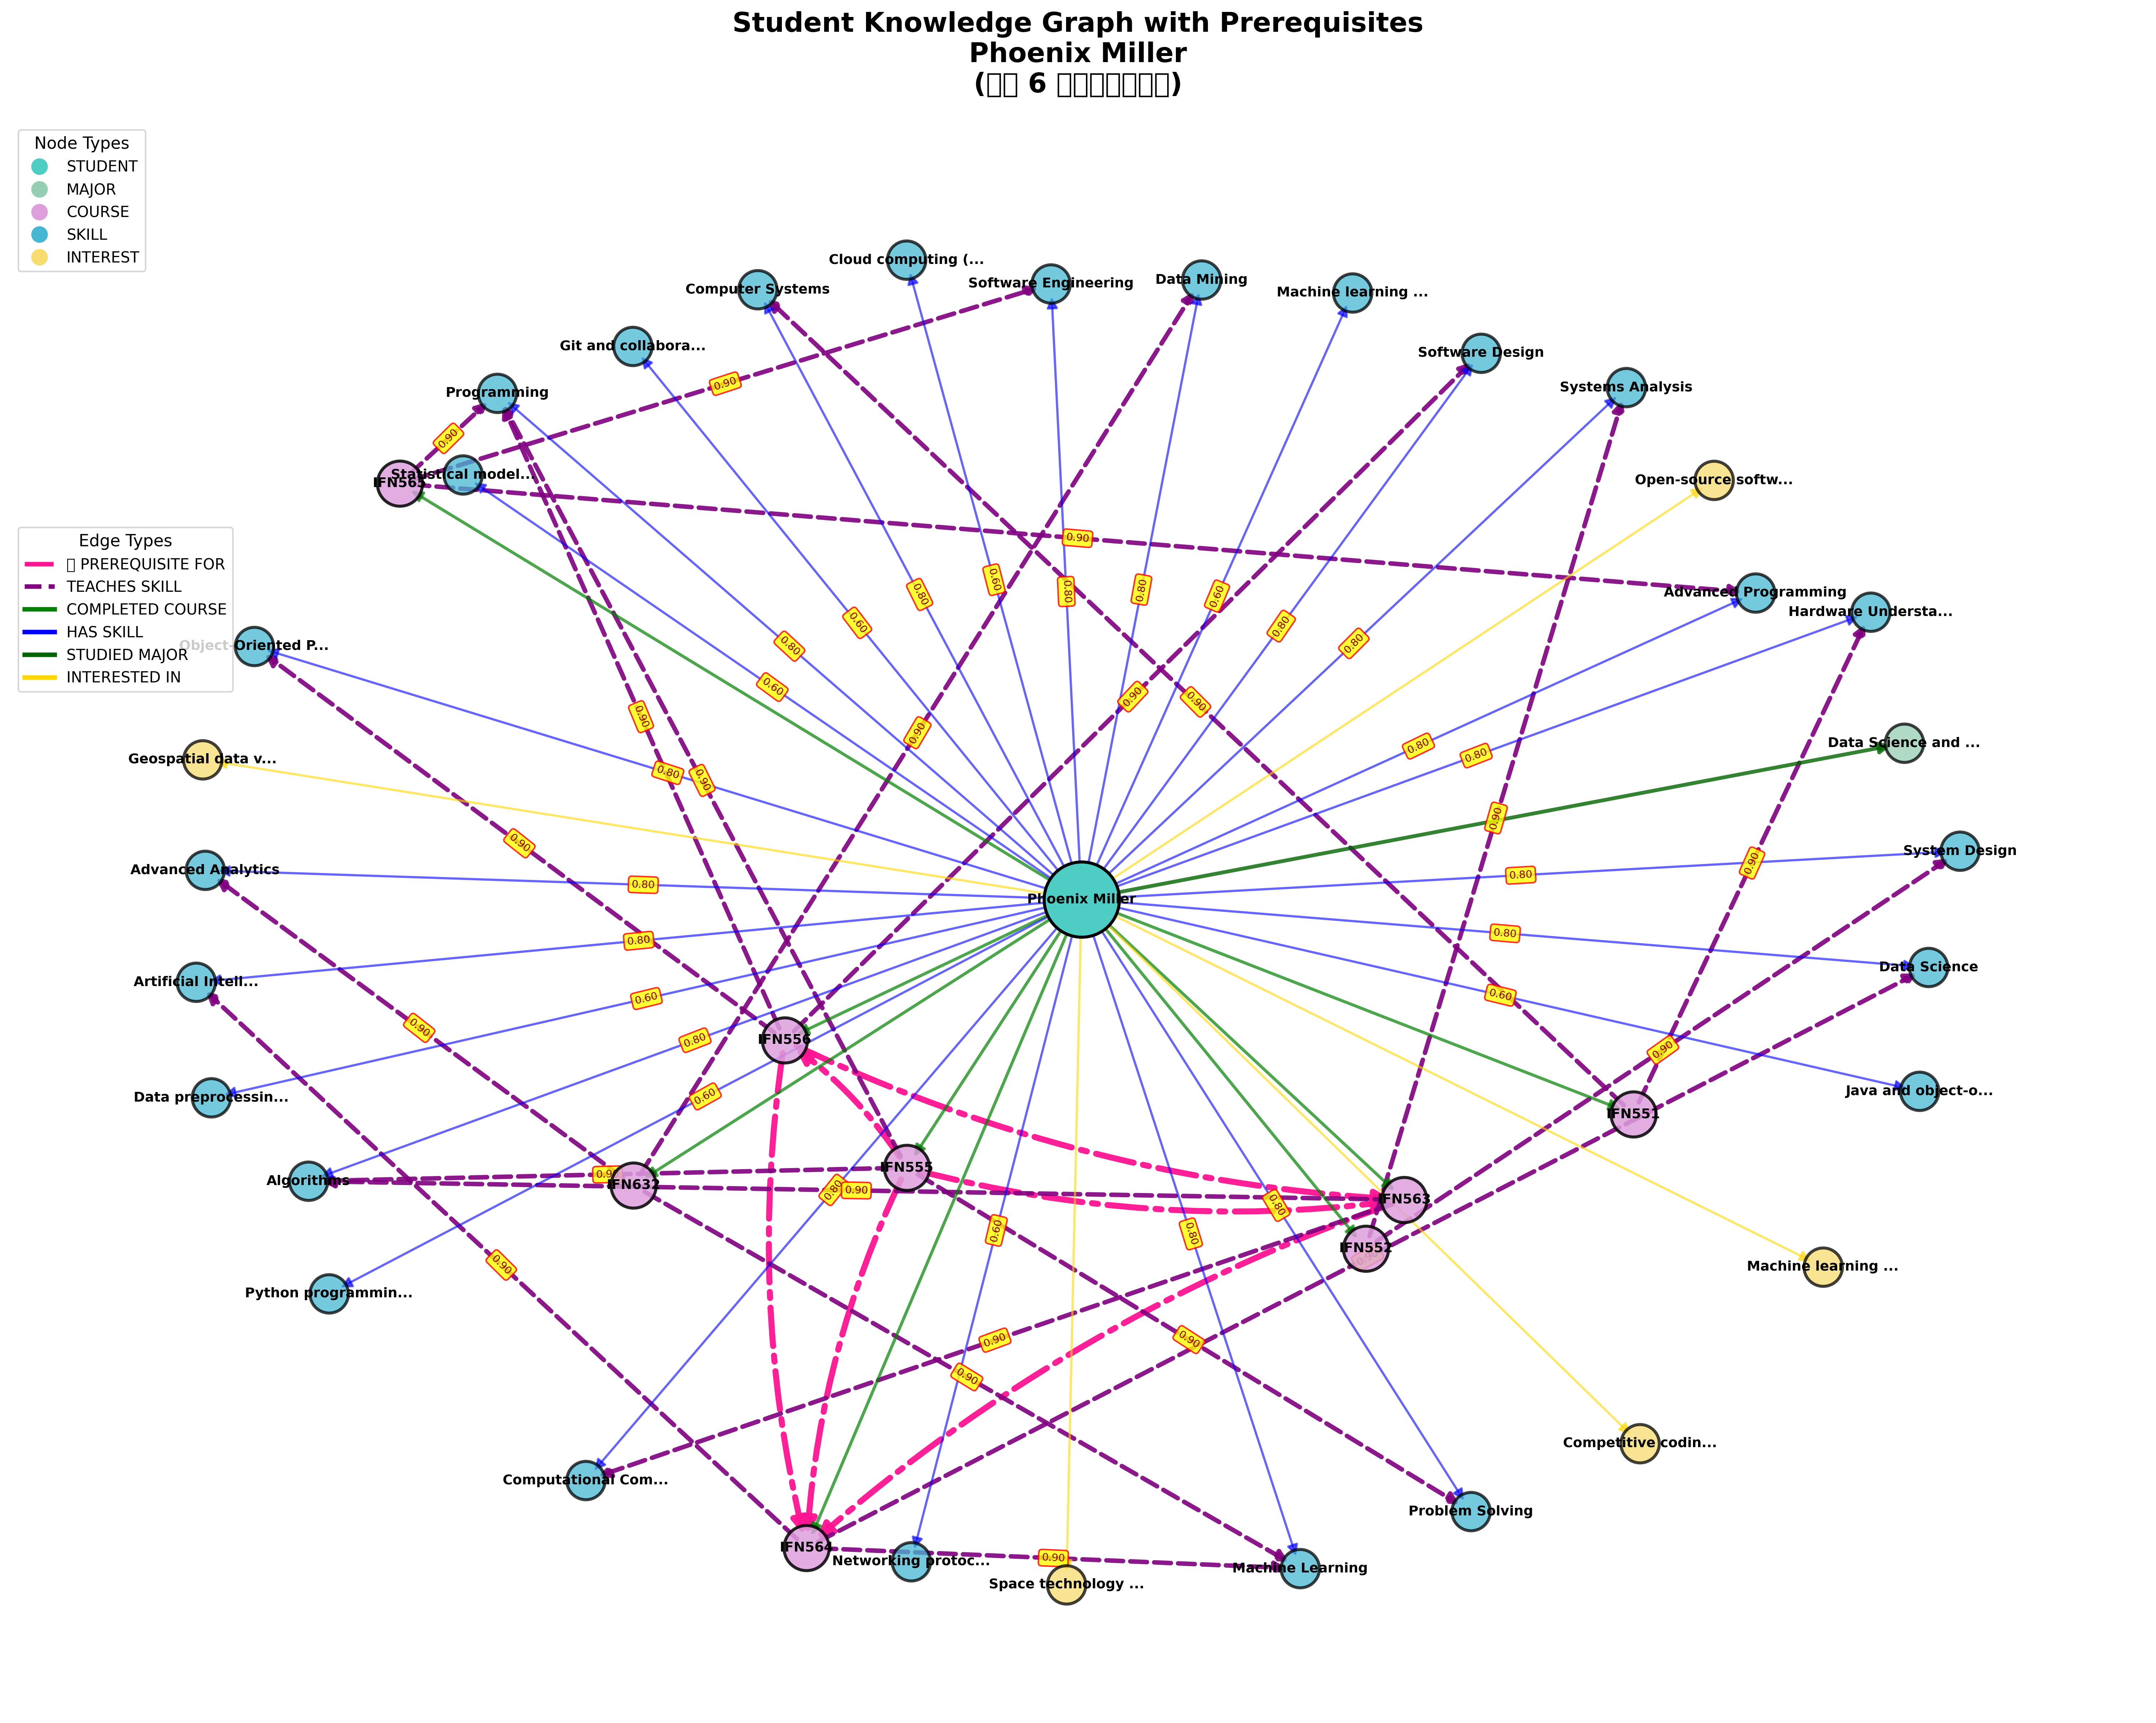 Student Knowledge Graph with Prerequisites
Phoenix Miller
(▯▯ 6 ▯▯▯▯▯▯▯)
Node Types
STUDENT
MAJOR
COURSE
SKILL
INTEREST
Edge Types
▯ PREREQUISITE FOR
TEACHES SKILL
COMPLETED COURSE
HAS SKILL
STUDIED MAJOR
INTERESTED IN
Cloud computing (...
Software Engineering
Data Mining
Computer Systems
Machine learning ...
Git and collabora...
Software Design
Programming
Systems Analysis
Statistical model...
IFN565
Open-source softw...
Advanced Programming
Hardware Understa...
Object-Oriented P...
Data Science and ...
Geospatial data v...
System Design
Advanced Analytics
Phoenix Miller
Data Science
Artificial Intell...
IFN556
Java and object-o...
Data preprocessin...
IFN551
IFN555
Algorithms
IFN632
IFN563
IFN552
Machine learning ...
Python programmin...
Competitive codin...
Computational Com...
Problem Solving
IFN564
Networking protoc...
Machine Learning
Space technology ...
0.90
0.90
0.90
0.60
0.80
0.80
0.80
0.60
0.80
0.60
0.60
0.80
0.80
0.80
0.60
0.90
0.90
0.90
0.90
0.90
0.80
0.80
0.80
0.90
0.90
0.90
0.80
0.80
0.80
0.80
0.60
0.60
0.90
0.80
0.90
0.60
0.90
0.80
0.90
0.80
0.60
0.80
0.80
0.90
0.90
0.90
0.90
0.90